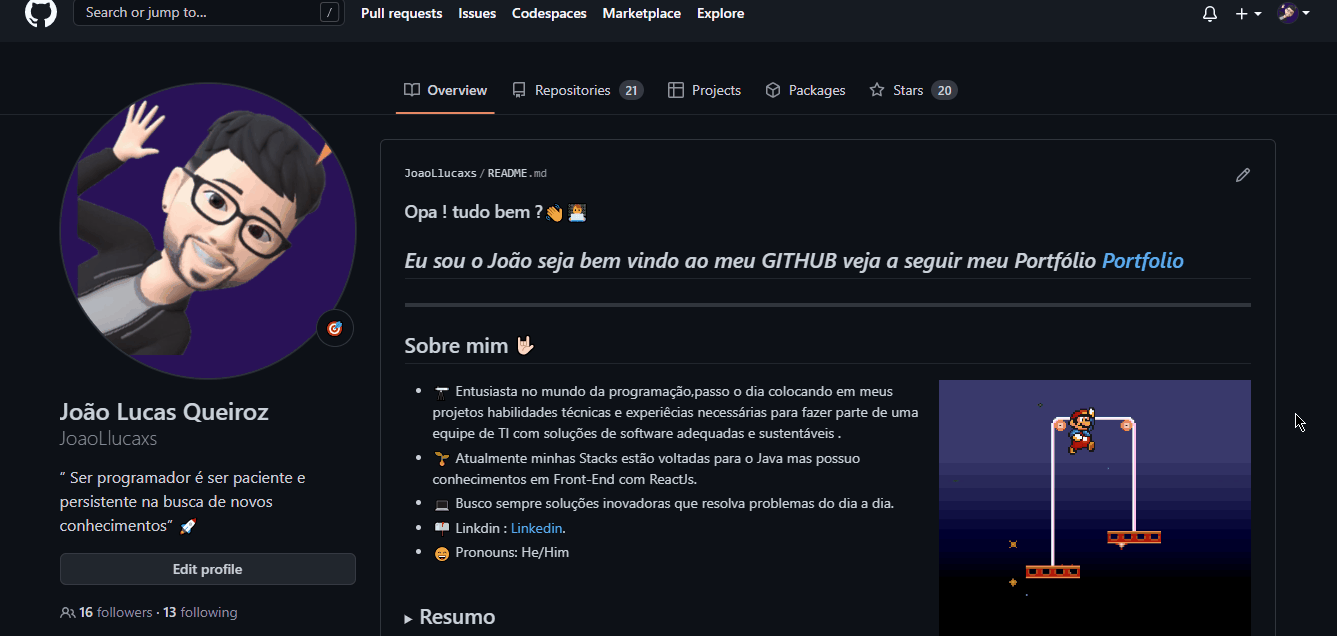 Search or jump to... /
Pull requests Issues Codespaces Marketplace Explore
Overview Repositories 21 Projects Packages Stars 20
JoaoLlucaxs / README.md
Opa ! tudo bem ?👋 🧑‍💻
Eu sou o João seja bem vindo ao meu GITHUB veja a seguir meu Portfólio Portfolio
Sobre mim 🤟🏻
🔭 Entusiasta no mundo da programação,passo o dia colocando em meus
projetos habilidades técnicas e experiêcias necessárias para fazer parte de uma
equipe de TI com soluções de software adequadas e sustentáveis .
🌱 Atualmente minhas Stacks estão voltadas para o Java mas possuo
conhecimentos em Front-End com ReactJs.
💻 Busco sempre soluções inovadoras que resolva problemas do dia a dia.
📫 Linkdin : Linkedin.
😄 Pronouns: He/Him
Resumo
João Lucas Queiroz
JoaoLlucaxs
" Ser programador é ser paciente e
persistente na busca de novos
conhecimentos" 🚀
Edit profile
16 followers · 13 following